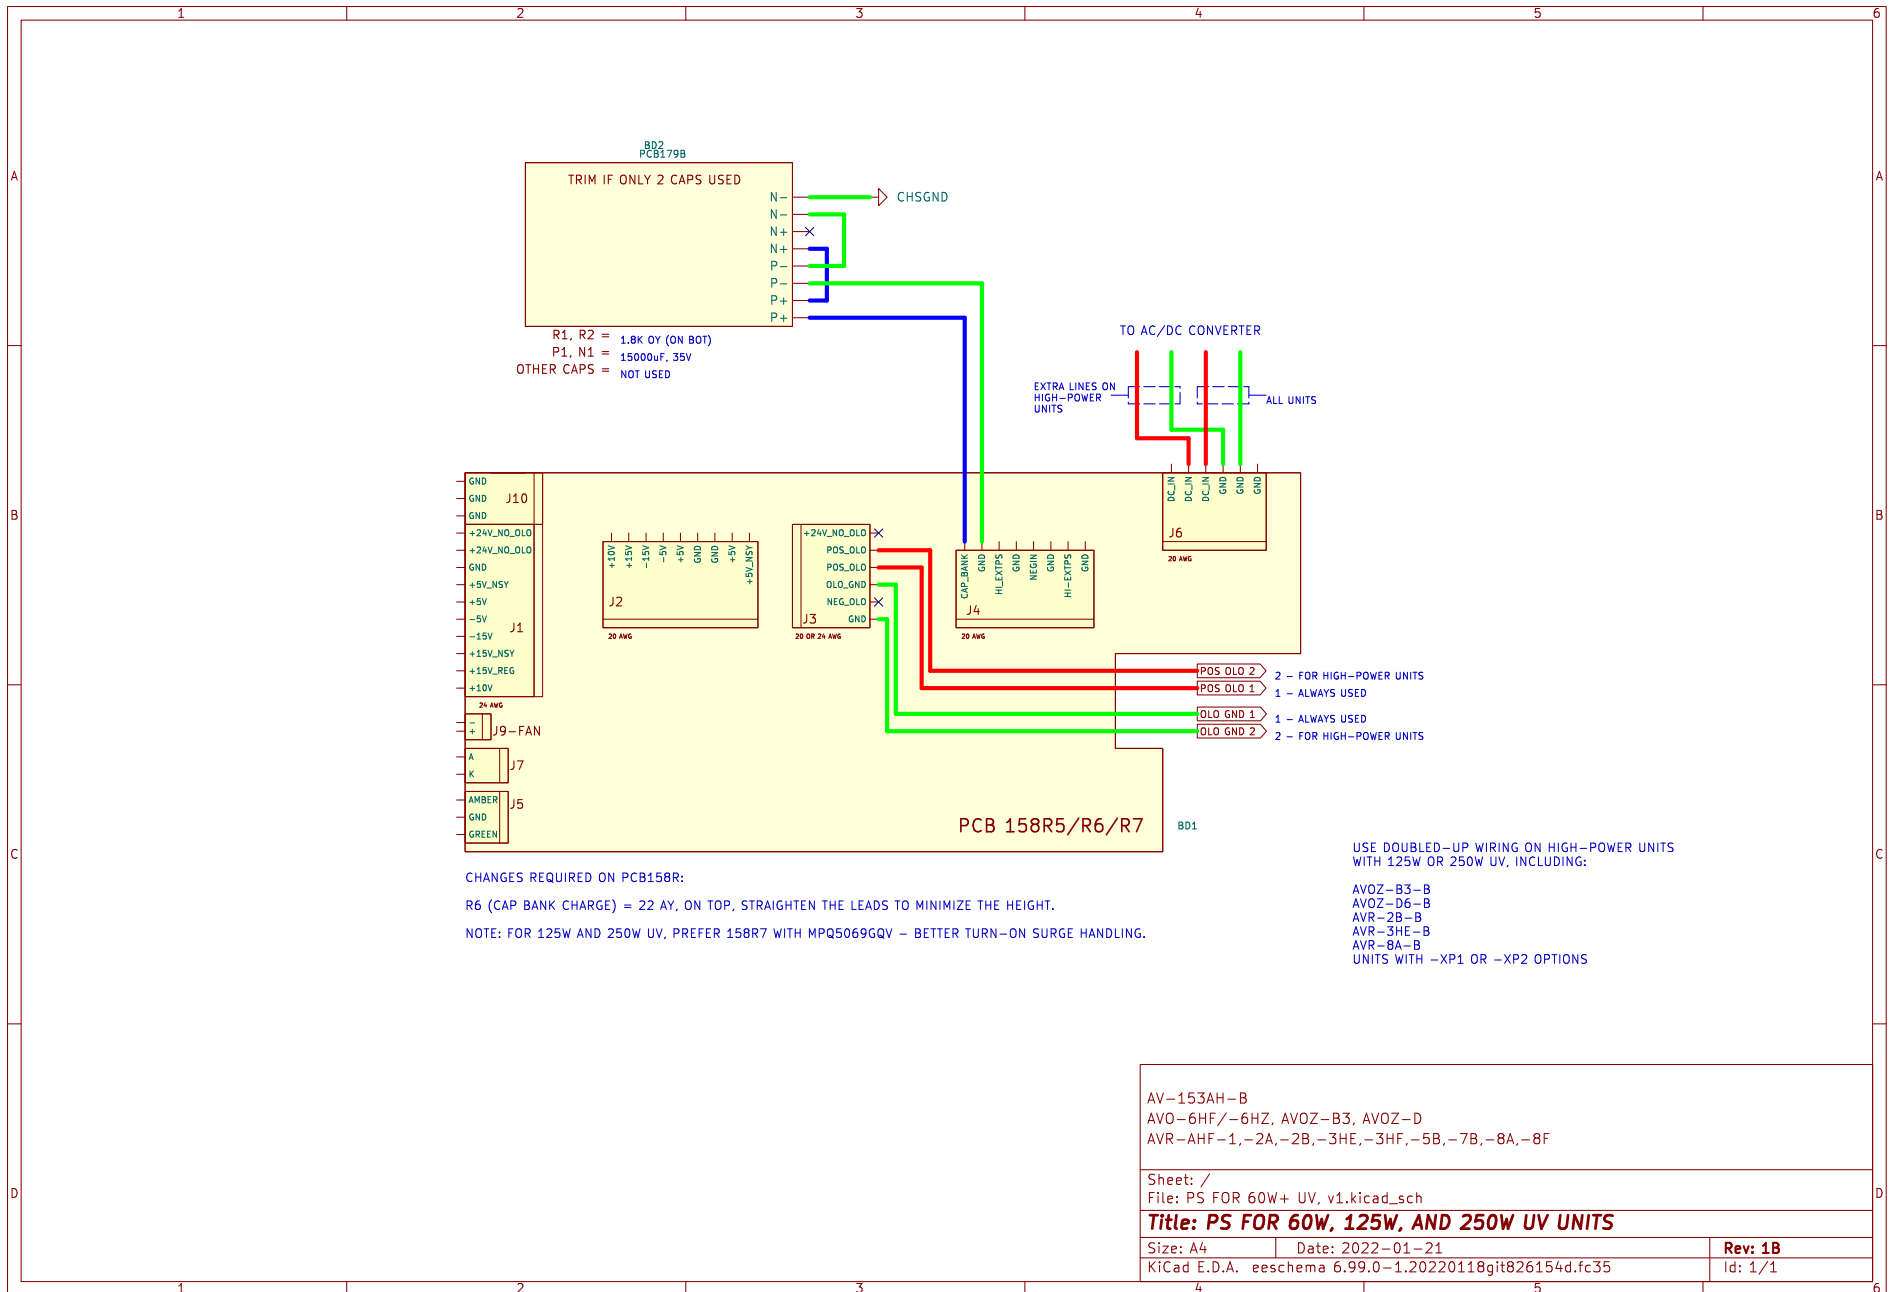 1 2 3 4 5 6
A A
B B
C C
D D
BD2
PCB179B
TRIM IF ONLY 2 CAPS USED
N-
N-
N+
N+
P-
P-
P+
P+
CHSGND
R1, R2 = 1.8K OY (ON BOT)
P1, N1 = 15000uF, 35V
OTHER CAPS = NOT USED
TO AC/DC CONVERTER
EXTRA LINES ON
HIGH-POWER
UNITS
ALL UNITS
GND
GND
GND
J10
+24V_NO_OLO
+24V_NO_OLO
GND
+5V_NSY
+5V
-5V
-15V
+15V_NSY
+15V_REG
+10V
J1
24 AWG
-
+
J9-FAN
A
K
J7
AMBER
GND
GREEN
J5
+10V
+15V
-15V
-5V
+5V
GND
GND
+5V
+5V_NSY
J2
20 AWG
+24V_NO_OLO
POS_OLO
POS_OLO
OLO_GND
NEG_OLO
GND
J3
20 OR 24 AWG
CAP_BANK
GND
HI_EXTPS
GND
NEGIN
GND
HI-EXTPS
GND
J4
20 AWG
DC_IN
DC_IN
DC_IN
GND
GND
GND
J6
20 AWG
POS OLO 2 2 - FOR HIGH-POWER UNITS
POS OLO 1 1 - ALWAYS USED
OLO GND 1 1 - ALWAYS USED
OLO GND 2 2 - FOR HIGH-POWER UNITS
PCB 158R5/R6/R7
BD1
CHANGES REQUIRED ON PCB158R:
R6 (CAP BANK CHARGE) = 22 AY, ON TOP, STRAIGHTEN THE LEADS TO MINIMIZE THE HEIGHT.
NOTE: FOR 125W AND 250W UV, PREFER 158R7 WITH MPQ5069GQV - BETTER TURN-ON SURGE HANDLING.
USE DOUBLED-UP WIRING ON HIGH-POWER UNITS
WITH 125W OR 250W UV, INCLUDING:
AVOZ-B3-B
AVOZ-D6-B
AVR-2B-B
AVR-3HE-B
AVR-8A-B
UNITS WITH -XP1 OR -XP2 OPTIONS
AV-153AH-B
AVO-6HF/-6HZ, AVOZ-B3, AVOZ-D
AVR-AHF-1,-2A,-2B,-3HE,-3HF,-5B,-7B,-8A,-8F
Sheet: /
File: PS FOR 60W+ UV, v1.kicad_sch
Title: PS FOR 60W, 125W, AND 250W UV UNITS
Size: A4 Date: 2022-01-21 Rev: 1B
KiCad E.D.A. eeschema 6.99.0-1.20220118git826154d.fc35 Id: 1/1
1 2 3 4 5 6